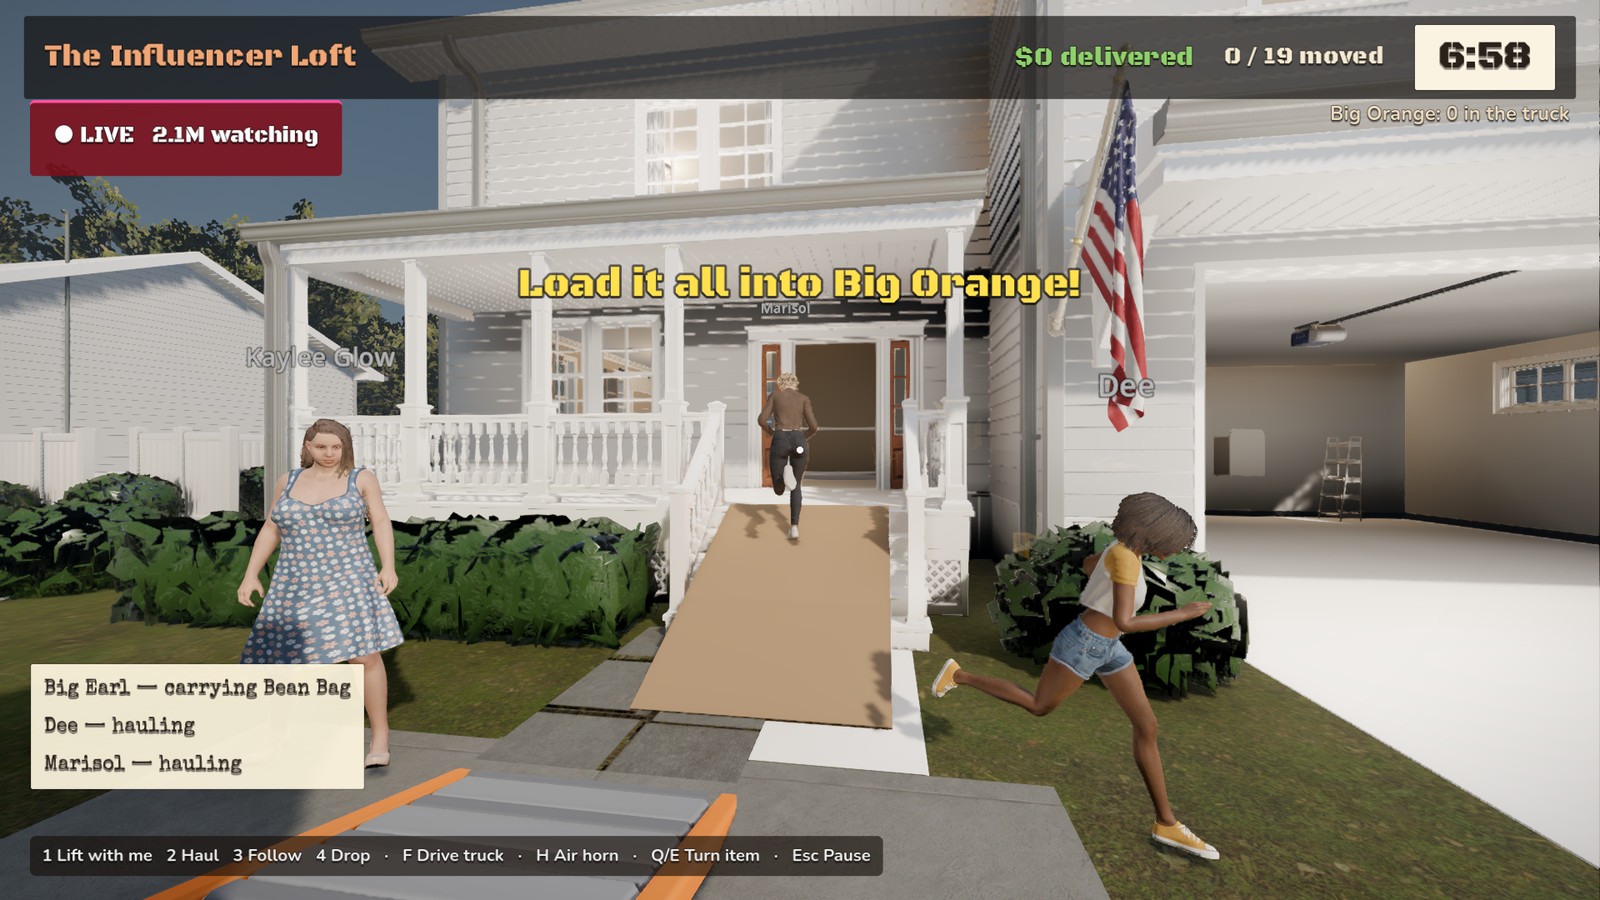 The Influencer Loft
$0 delivered
0 / 19 moved
6:58
LIVE 2.1M watching
Big Orange: 0 in the truck
Load it all into Big Orange!
Marisol
Kaylee Glow
Dee
Big Earl — carrying Bean Bag
Dee — hauling
Marisol — hauling
1 Lift with me 2 Haul 3 Follow 4 Drop · F Drive truck · H Air horn · Q/E Turn item · Esc Pause